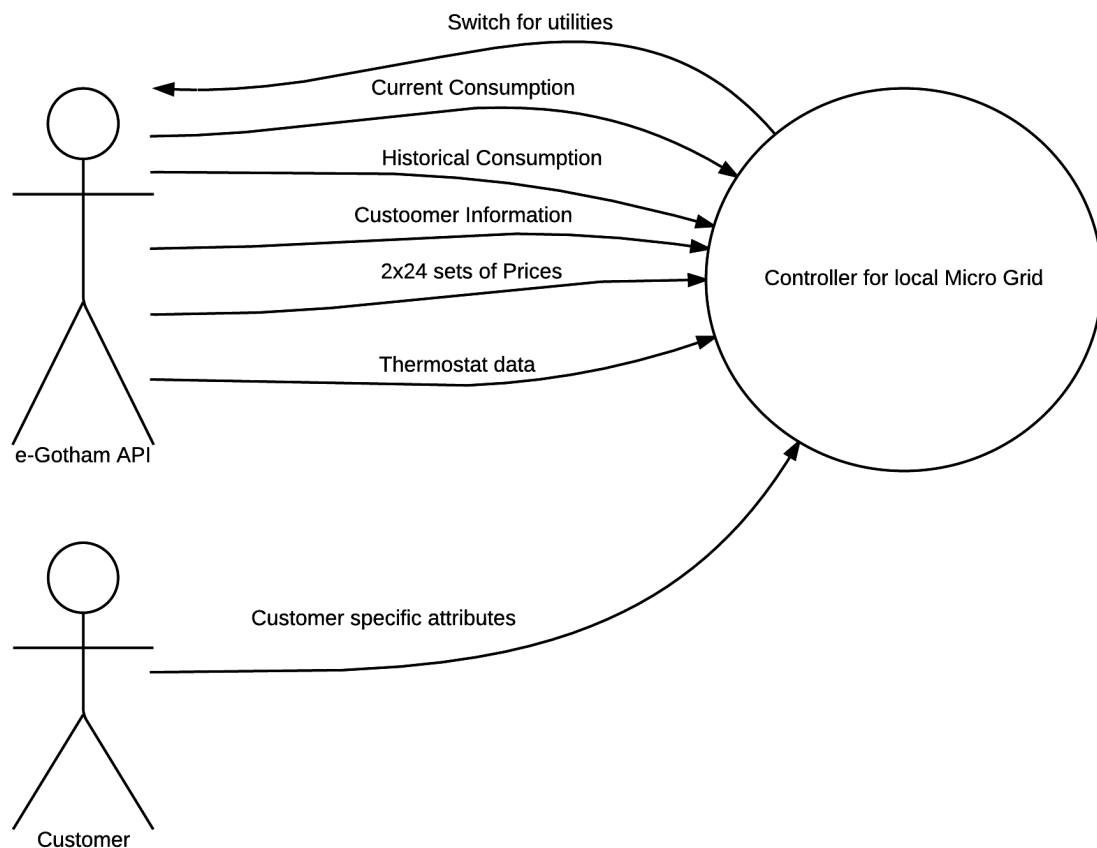 Switch for utilities
Current Consumption
Historical Consumption
Custoomer Information
2x24 sets of Prices
Controller for local Micro Grid
Thermostat data
e-Gotham API
Customer specific attributes
Customer